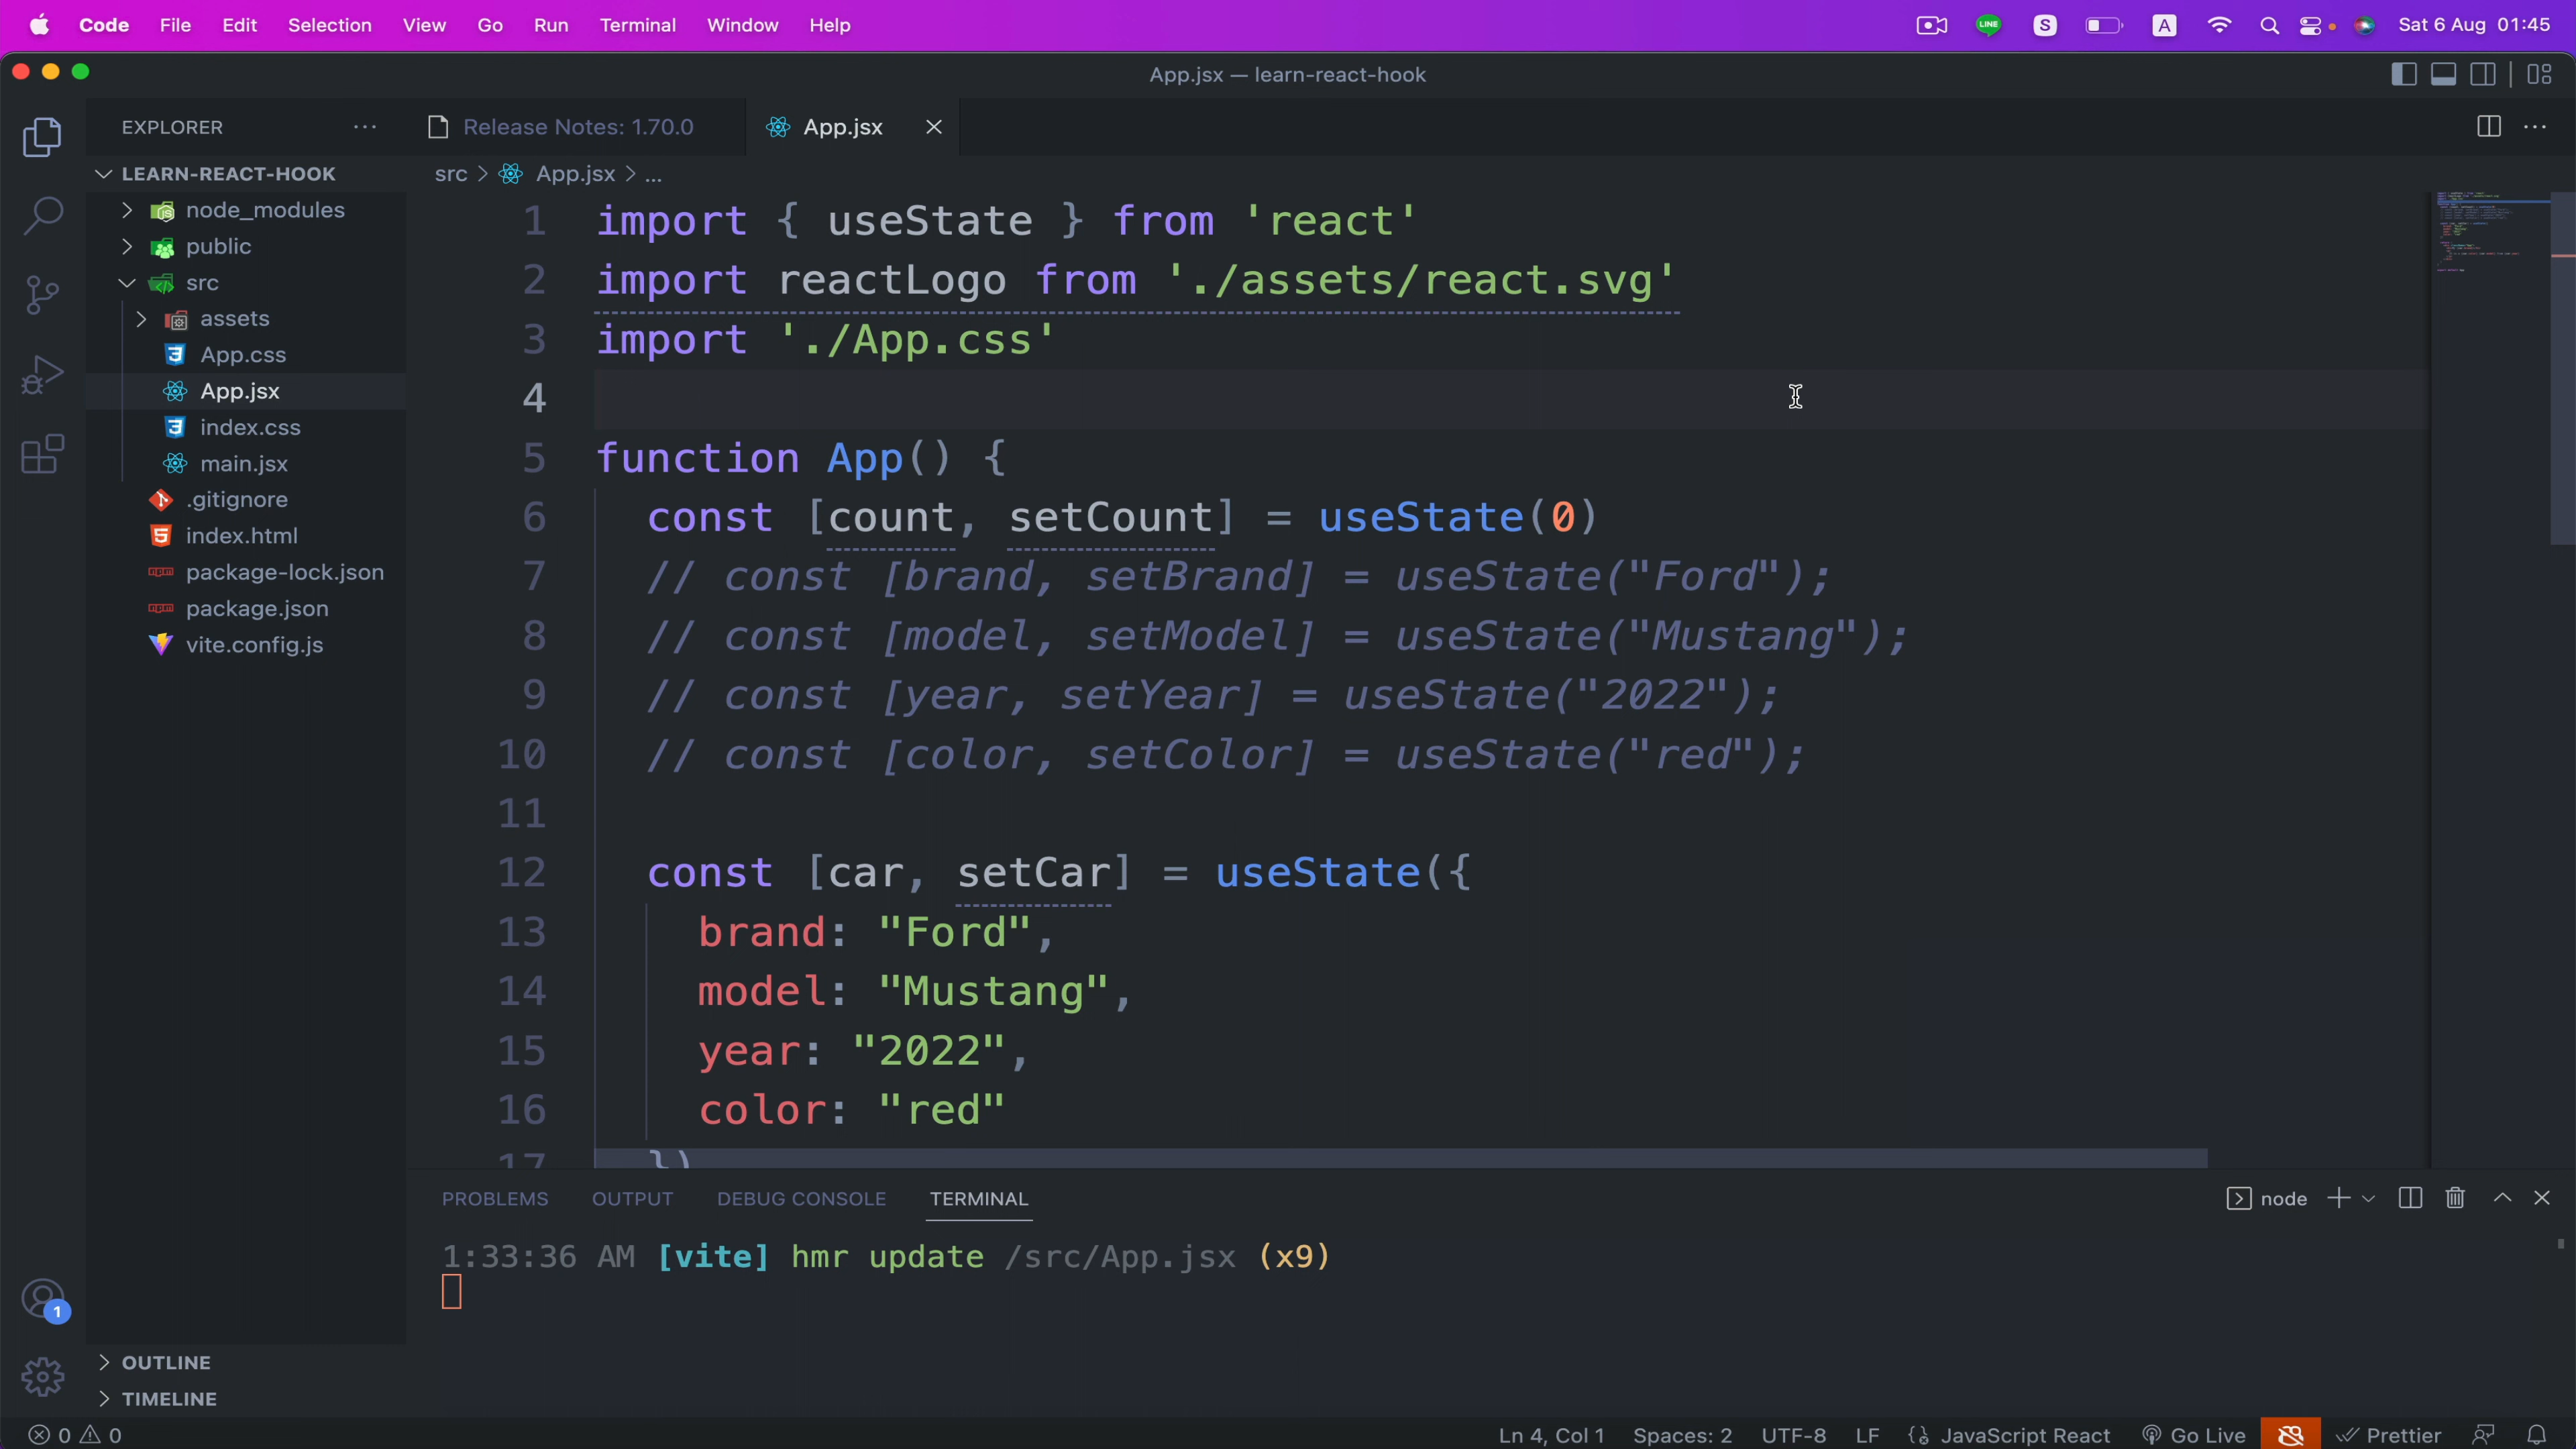 Code File Edit Selection View Go Run Terminal Window Help
LINE S A Sat 6 Aug 01:45
App.jsx — learn-react-hook
EXPLORER
Release Notes: 1.70.0
App.jsx
LEARN-REACT-HOOK
node_modules
public
src
assets
App.css
App.jsx
index.css
main.jsx
.gitignore
index.html
package-lock.json
package.json
vite.config.js
src > App.jsx > ...
1 import { useState } from 'react'
2 import reactLogo from './assets/react.svg'
3 import './App.css'
4
5 function App() {
6 const [count, setCount] = useState(0)
7 // const [brand, setBrand] = useState("Ford");
8 // const [model, setModel] = useState("Mustang");
9 // const [year, setYear] = useState("2022");
10 // const [color, setColor] = useState("red");
11
12 const [car, setCar] = useState({
13 brand: "Ford",
14 model: "Mustang",
15 year: "2022",
16 color: "red"
17 })
PROBLEMS OUTPUT DEBUG CONSOLE TERMINAL
node
1:33:36 AM [vite] hmr update /src/App.jsx (x9)
1
OUTLINE
TIMELINE
0 0
Ln 4, Col 1 Spaces: 2 UTF-8 LF JavaScript React Go Live Prettier